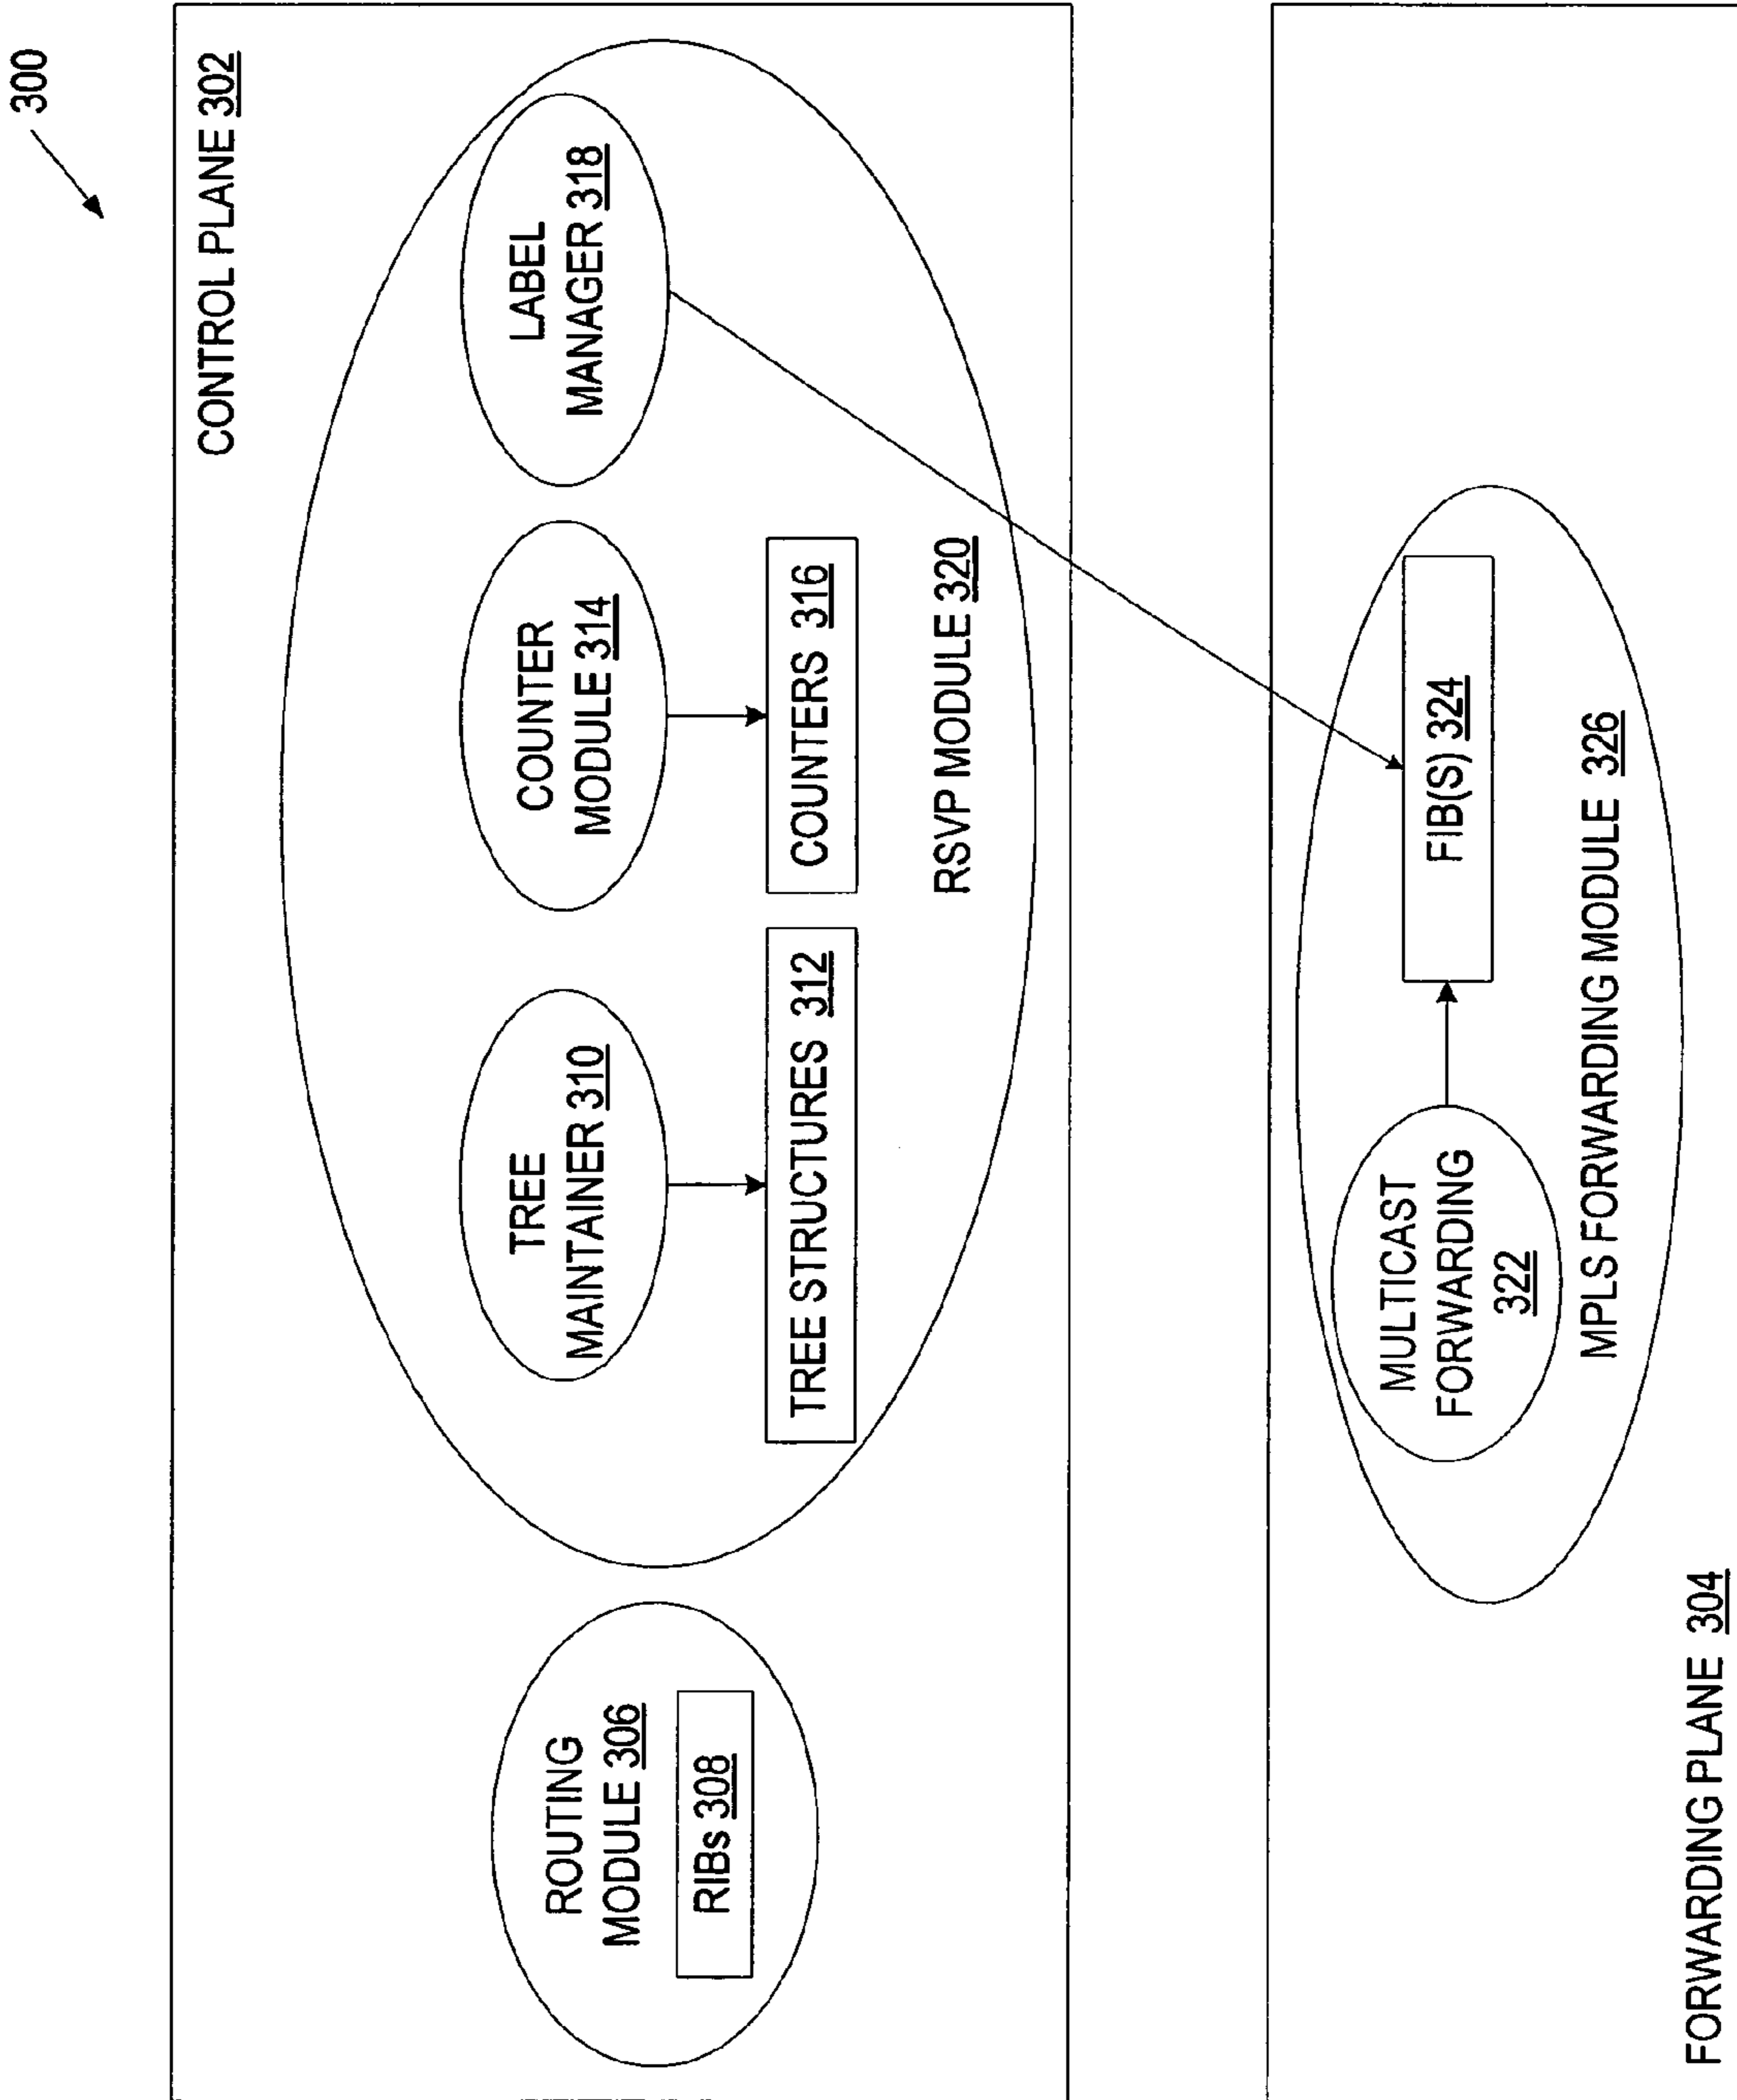 300
CONTROL PLANE 302
ROUTING
MODULE 306
RIBs 308
TREE
MAINTAINER 310
TREE STRUCTURES 312
COUNTER
MODULE 314
COUNTERS 316
LABEL
MANAGER 318
RSVP MODULE 320
MULTICAST
FORWARDING
322
FIB(S) 324
MPLS FORWARDING MODULE 326
FORWARDING PLANE 304